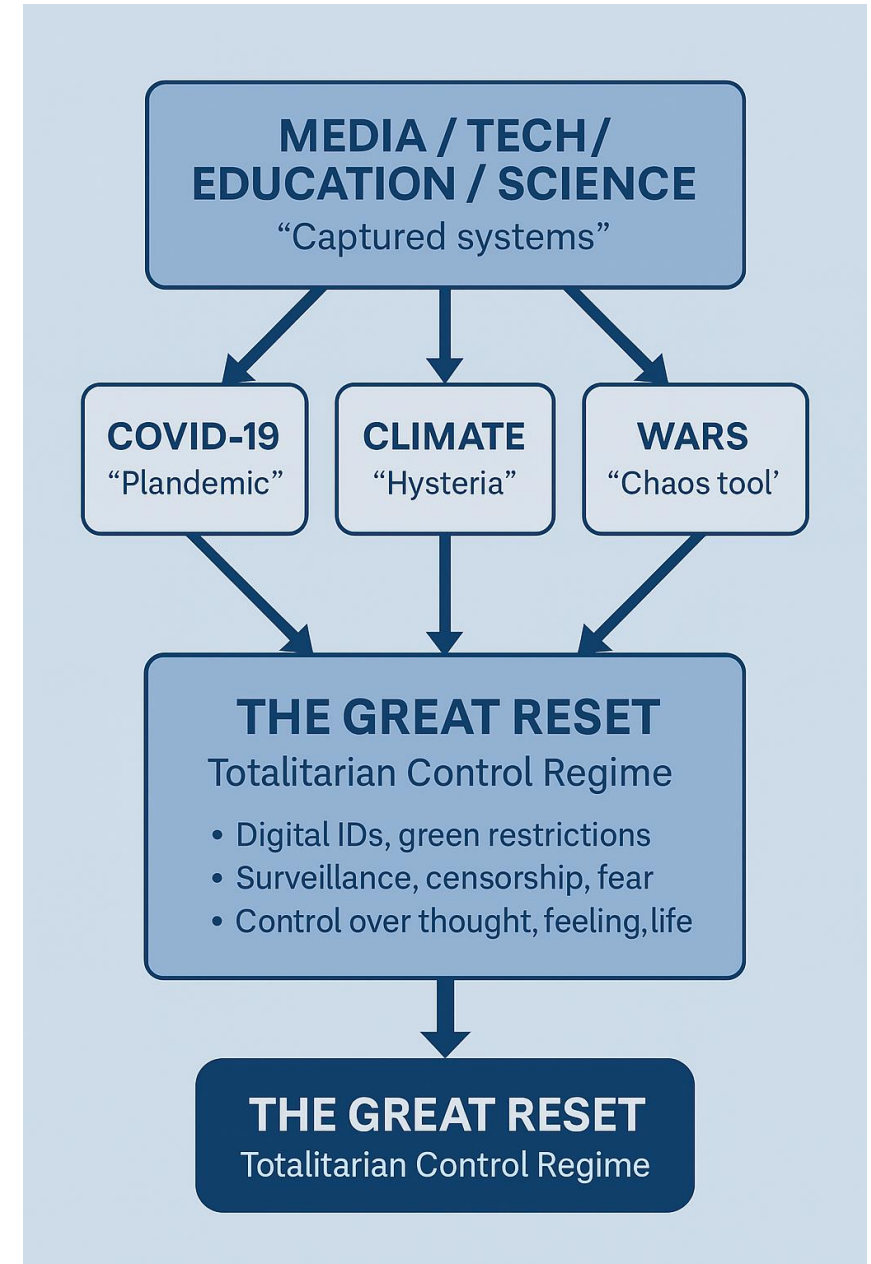 MEDIA / TECH/
EDUCATION / SCIENCE
“Captured systems”
COVID-19
“Plandemic”
CLIMATE
“Hysteria”
WARS
“Chaos tool’
THE GREAT RESET
Totalitarian Control Regime
• Digital IDs, green restrictions
• Surveillance, censorship, fear
• Control over thought, feeling,life
THE GREAT RESET
Totalitarian Control Regime